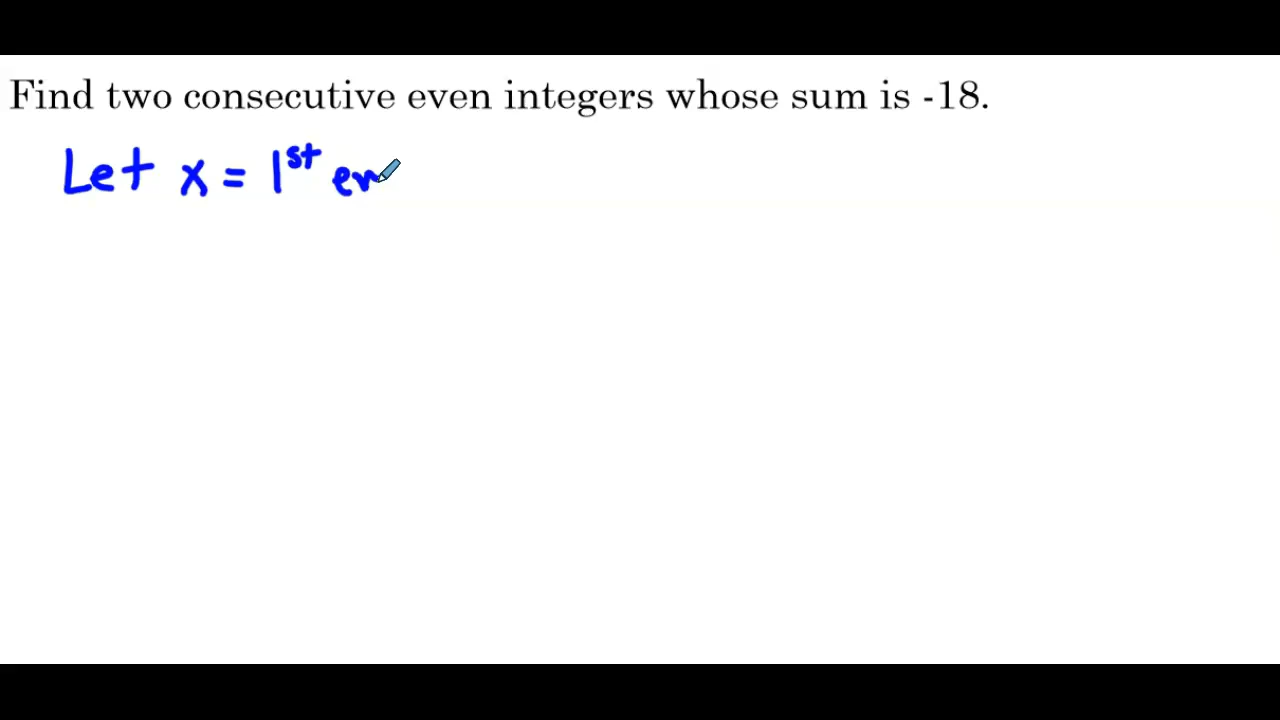 Find two consecutive even integers whose sum is -18.
Let x = 1st